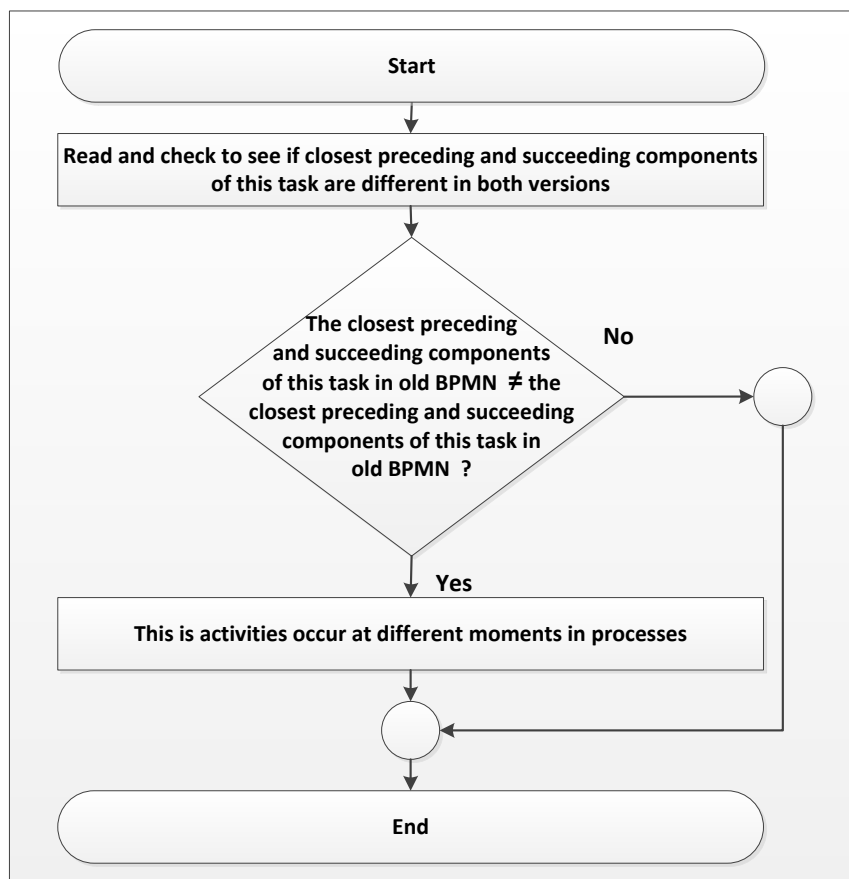 Start
Read and check to see if closest preceding and succeeding components
of this task are different in both versions
The closest preceding
and succeeding components
of this task in old BPMN ≠ the
closest preceding and succeeding
components of this task in
old BPMN ?
No
Yes
This is activities occur at different moments in processes
End